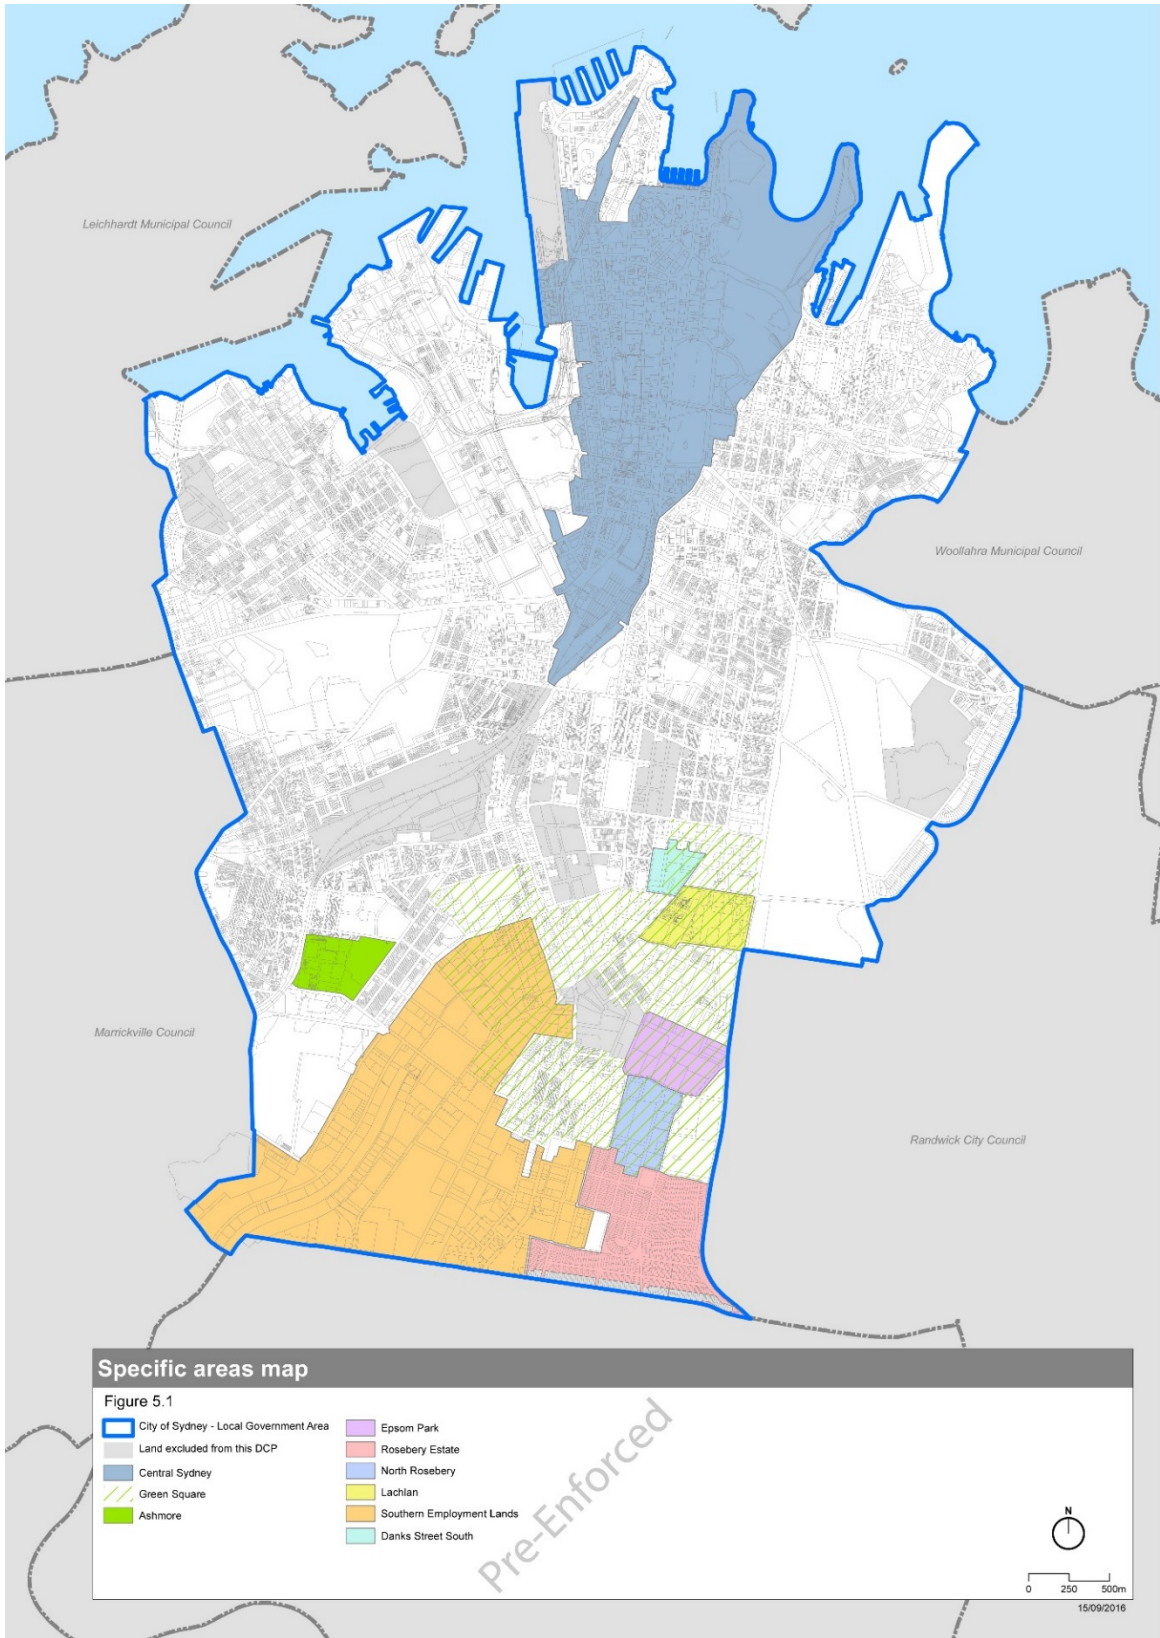 Leichhardt Municipal Council
Woollahra Municipal Council
Marrickville Council
Randwick City Council
Specific areas map
Figure 5.1
City of Sydney - Local Government Area
Land excluded from this DCP
Central Sydney
Green Square
Ashmore
Epsom Park
Rosebery Estate
North Rosebery
Lachlan
Southern Employment Lands
Danks Street South
Pre-Enforced
N
0 250 500m
15/09/2016